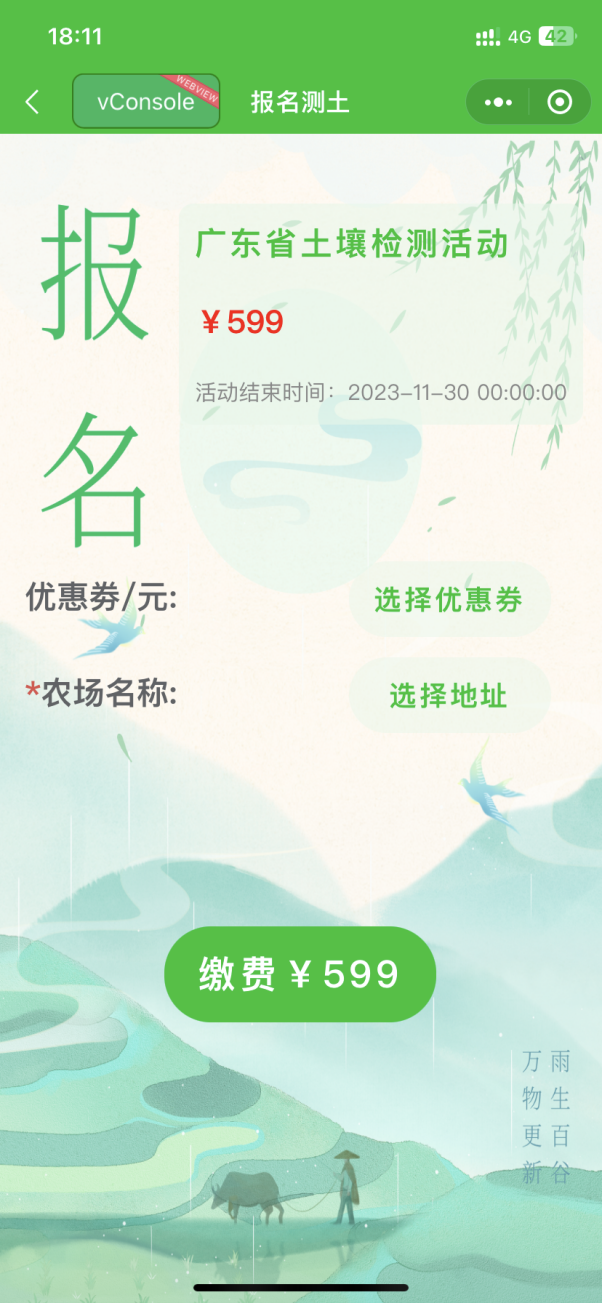 18:11
4G
42
vConsole
WEBVIEW
报名测土
报名
广东省土壤检测活动
¥599
活动结束时间：2023-11-30 00:00:00
优惠劵/元:
选择优惠券
*农场名称:
选择地址
缴费¥599
雨生百谷
万物更新